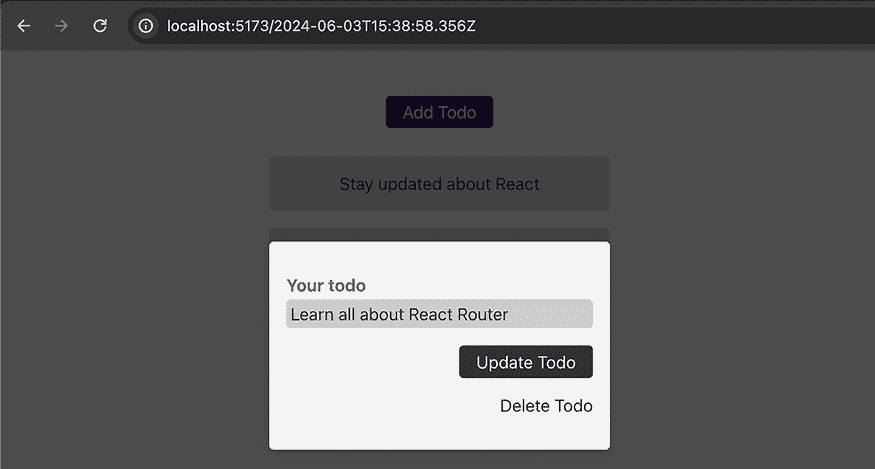 localhost:5173/2024-06-03T15:38:58.356Z
Add Todo
Stay updated about React
Your todo
Learn all about React Router
Update Todo
Delete Todo